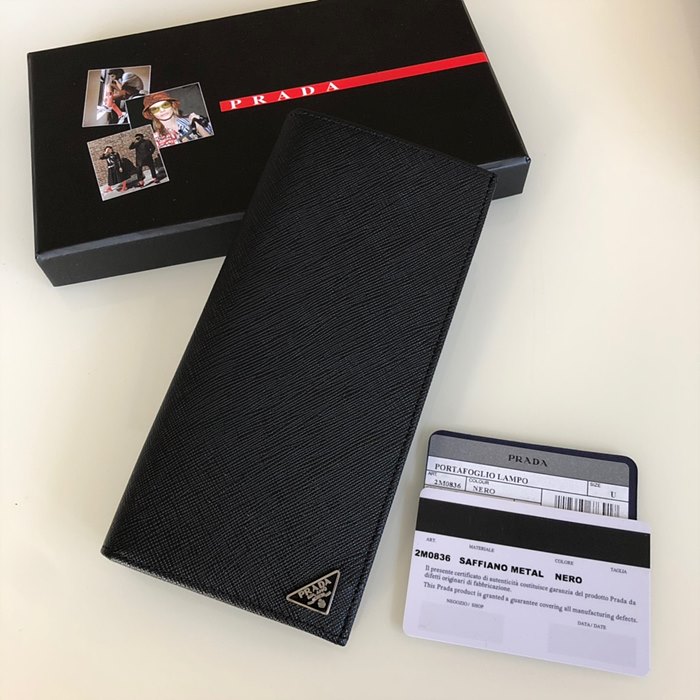 PRADA
PRADA
PORTAFOGLIO LAMPO
ART. COLOUR SIZE
2M0836 NERO U
ART. MATERIALE COLORE TAGLIA
2M0836 SAFFIANO METAL NERO
Il presente certificato di autenticità costituisce garanzia del prodotto Prada da
difetti originari di fabbricazione.
This Prada product is granted a guarantee covering all manufacturing defects.
NEGOZIO / SHOP
DATA / DATE
PRADA